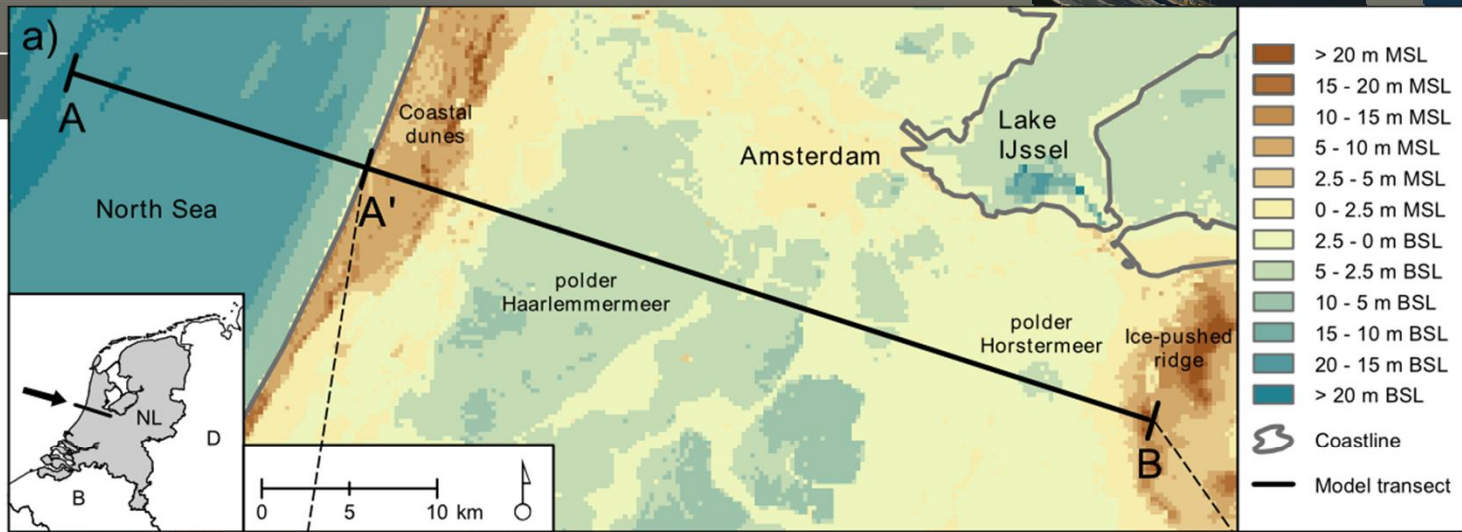 a)
A
North Sea
Coastal
dunes
A'
Amsterdam
Lake
IJssel
polder
Haarlemmermeer
polder
Horstermeer
Ice-pushed
ridge
B
NL
D
B
0 5 10 km
> 20 m MSL
15 - 20 m MSL
10 - 15 m MSL
5 - 10 m MSL
2.5 - 5 m MSL
0 - 2.5 m MSL
2.5 - 0 m BSL
5 - 2.5 m BSL
10 - 5 m BSL
15 - 10 m BSL
20 - 15 m BSL
> 20 m BSL
Coastline
Model transect